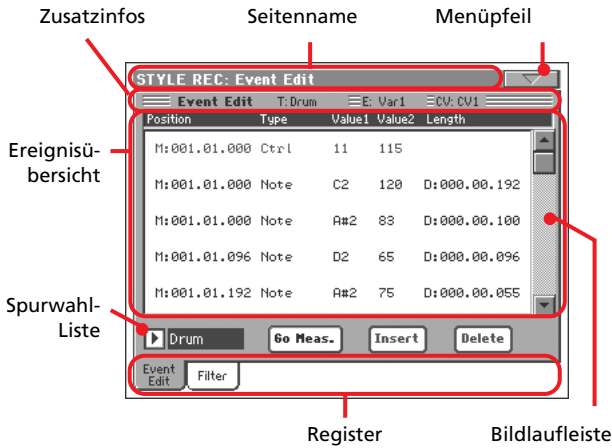 Zusatzinfos Seitenname Menüpfeil
STYLE REC: Event Edit
Event Edit T:Drum E: Var1 CV: CV1
Position Type Value1 Value2 Length
M:001.01.000 Ctrl 11 115
Ereignisü-
bersicht
M:001.01.000 Note C2 120 D:000.00.192
M:001.01.000 Note A#2 83 D:000.00.100
M:001.01.096 Note D2 65 D:000.00.096
M:001.01.192 Note A#2 75 D:000.00.055
Spurwahl-
Liste
Drum Go Meas. Insert Delete
Event
Edit
Filter
Register Bildlaufleiste